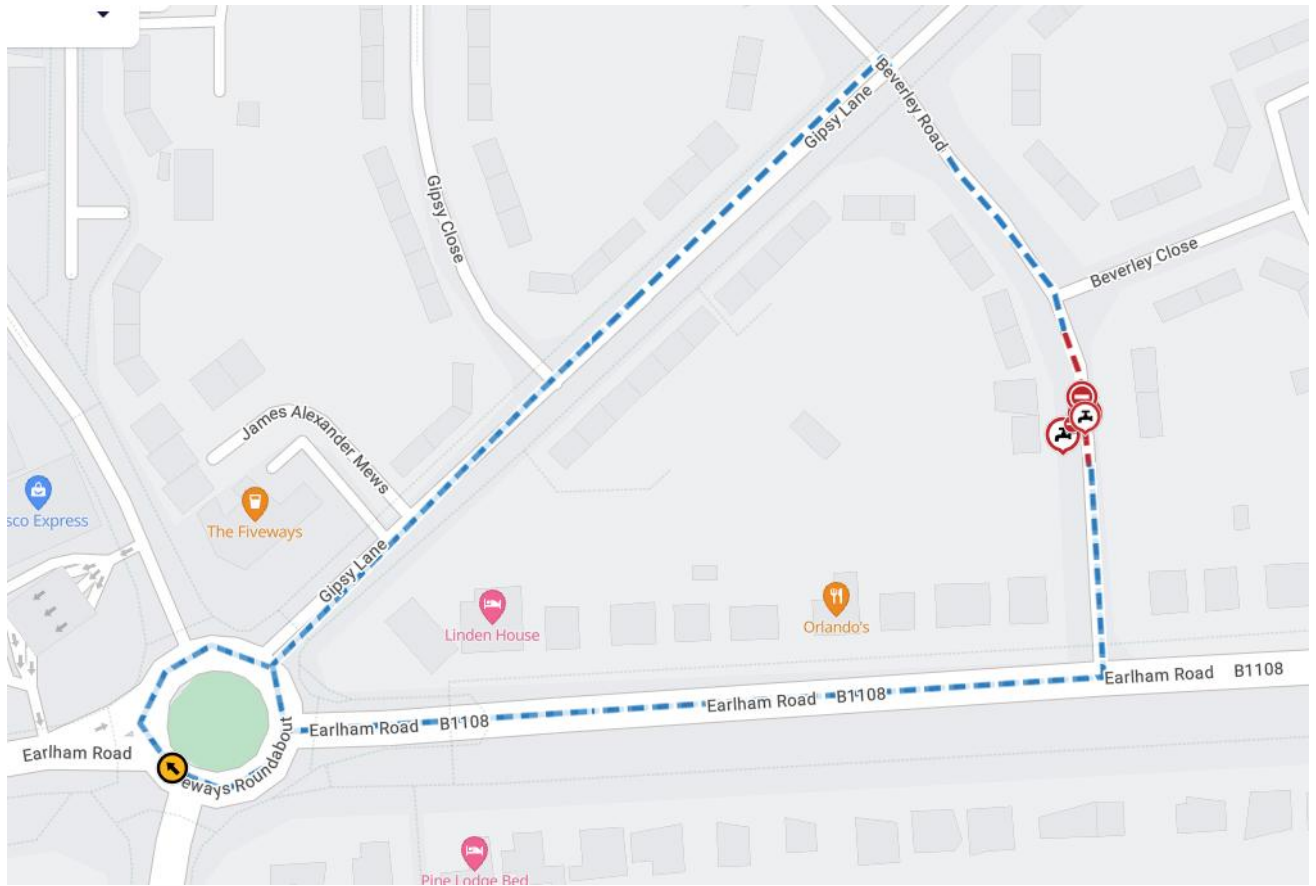 Beverley Road
Gipsy Lane
Gipsy Close
Beverley Close
James Alexander Mews
sco Express
The Fiveways
Gipsy Lane
Linden House
Orlando's
Earlham Road B1108
Earlham Road B1108
Earlham Road B1108
Earlham Road
eways Roundabout
Pine Lodge Bed